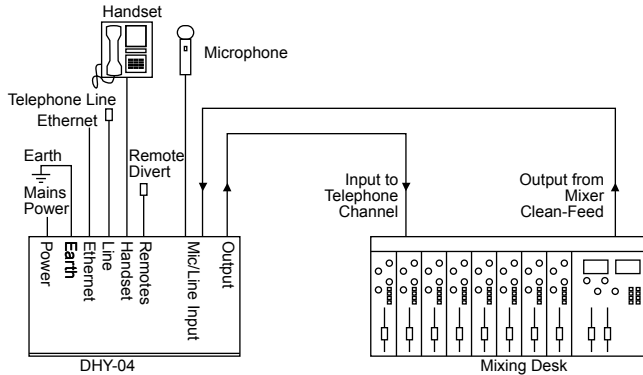 Handset
Microphone
Telephone Line
Ethernet
Earth
Mains
Power
Remote
Divert
Input to
Telephone
Channel
Output from
Mixer
Clean-Feed
Power
Earth
Ethernet
Line
Handset
Remotes
Mic/Line Input
Output
DHY-04
Mixing Desk